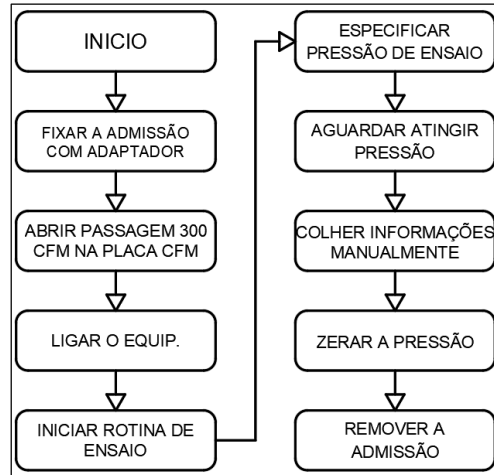 INICIO
FIXAR A ADMISSÃO
COM ADAPTADOR
ABRIR PASSAGEM 300
CFM NA PLACA CFM
LIGAR O EQUIP.
INICIAR ROTINA DE
ENSAIO
ESPECIFICAR
PRESSÃO DE ENSAIO
AGUARDAR ATINGIR
PRESSÃO
COLHER INFORMAÇÕES
MANUALMENTE
ZERAR A PRESSÃO
REMOVER A
ADMISSÃO